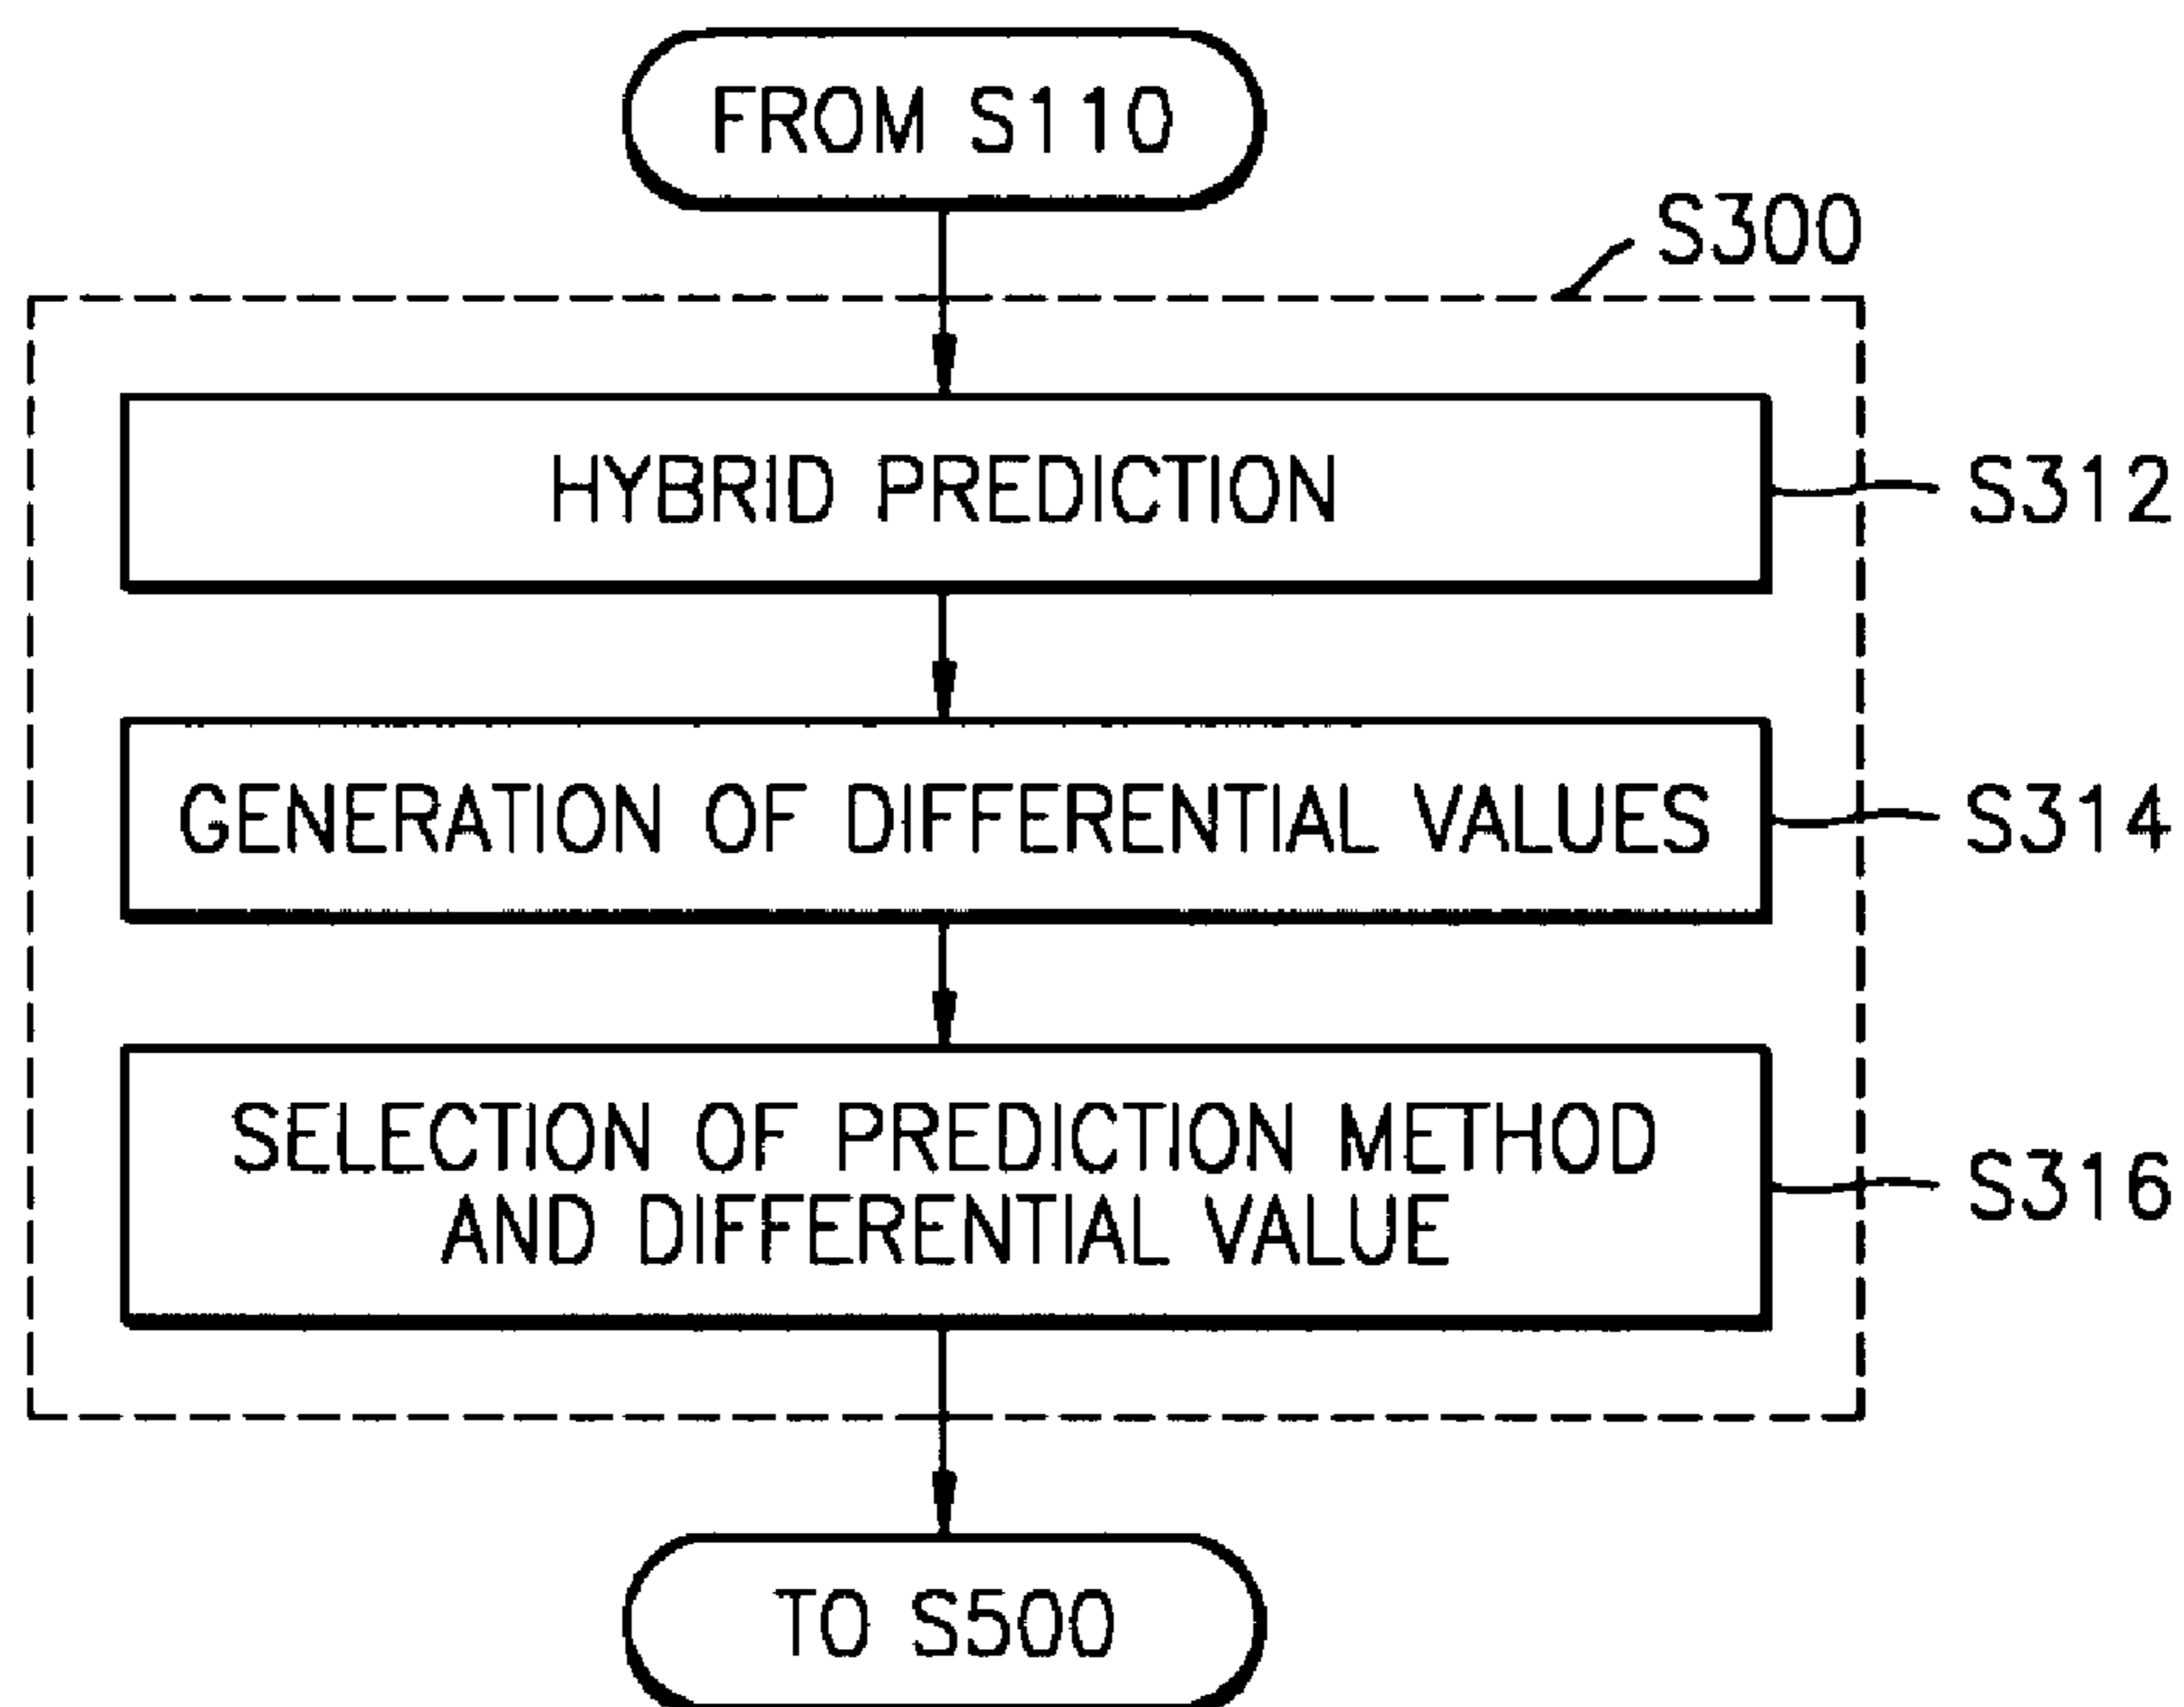 FROM S110
S300
HYBRID PREDICTION
S312
GENERATION OF DIFFERENTIAL VALUES
S314
SELECTION OF PREDICTION METHOD
AND DIFFERENTIAL VALUE
S316
TO S500